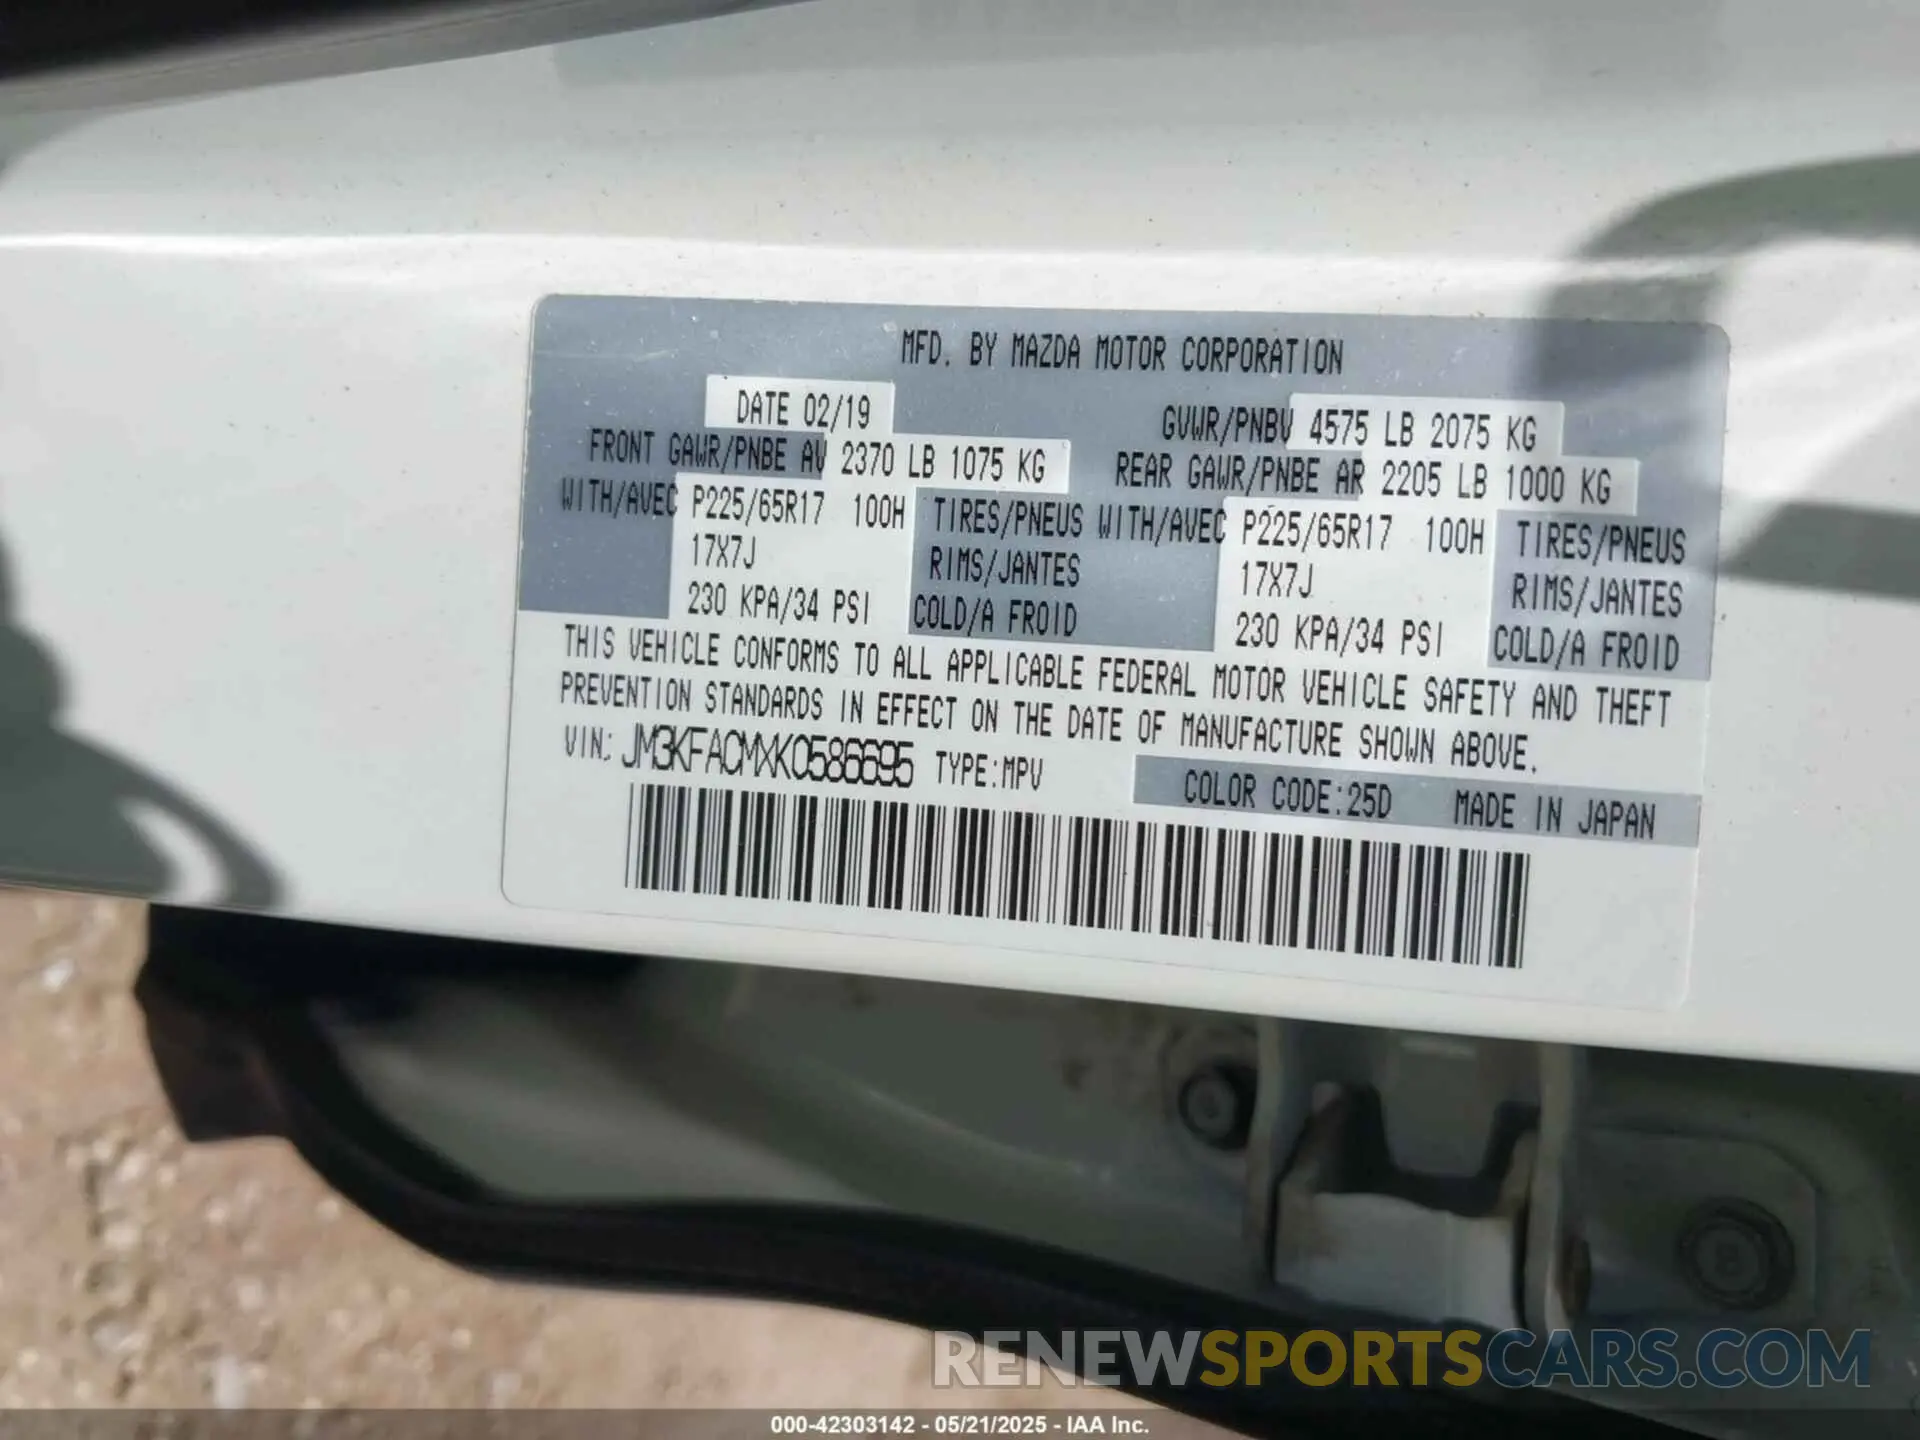 MFD. BY MAZDA MOTOR CORPORATION
DATE 02/19 GVWR/PNBV 4575 LB 2075 KG
FRONT GAWR/PNBE AV 2370 LB 1075 KG REAR GAWR/PNBE AR 2205 LB 1000 KG
WITH/AVEC P225/65R17 100H TIRES/PNEUS WITH/AVEC P225/65R17 100H TIRES/PNEUS
17X7J RIMS/JANTES 17X7J RIMS/JANTES
230 KPA/34 PSI COLD/A FROID 230 KPA/34 PSI COLD/A FROID
THIS VEHICLE CONFORMS TO ALL APPLICABLE FEDERAL MOTOR VEHICLE SAFETY AND THEFT
PREVENTION STANDARDS IN EFFECT ON THE DATE OF MANUFACTURE SHOWN ABOVE.
VIN: JM3KFACMXK0586695 TYPE:MPV
COLOR CODE:25D MADE IN JAPAN
RENEWSPORTSCARS.COM
000-42303142 - 05/21/2025 - IAA Inc.